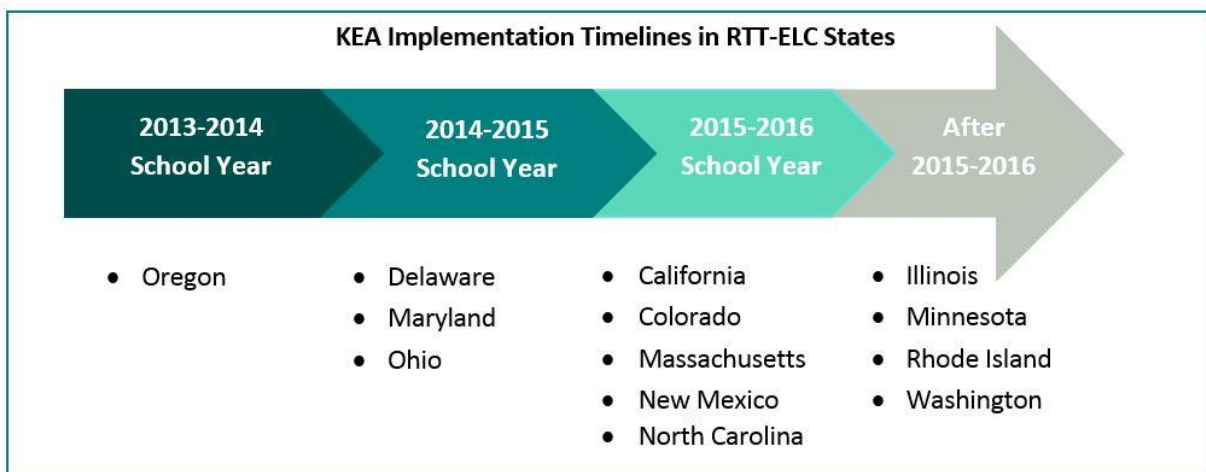 KEA Implementation Timelines in RTT-ELC States
2013-2014
School Year
2014-2015
School Year
2015-2016
School Year
After
2015-2016
• Oregon
• Delaware
• Maryland
• Ohio
• California
• Colorado
• Massachusetts
• New Mexico
• North Carolina
• Illinois
• Minnesota
• Rhode Island
• Washington